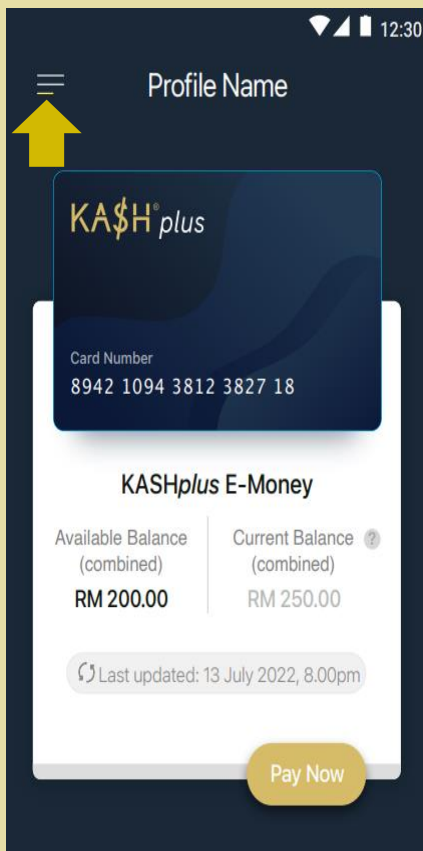 12:30
Profile Name
KA$H® plus
Card Number
8942 1094 3812 3827 18
KASHplus E-Money
Available Balance
(combined)
RM 200.00
Current Balance ?
(combined)
RM 250.00
Last updated: 13 July 2022, 8.00pm
Pay Now